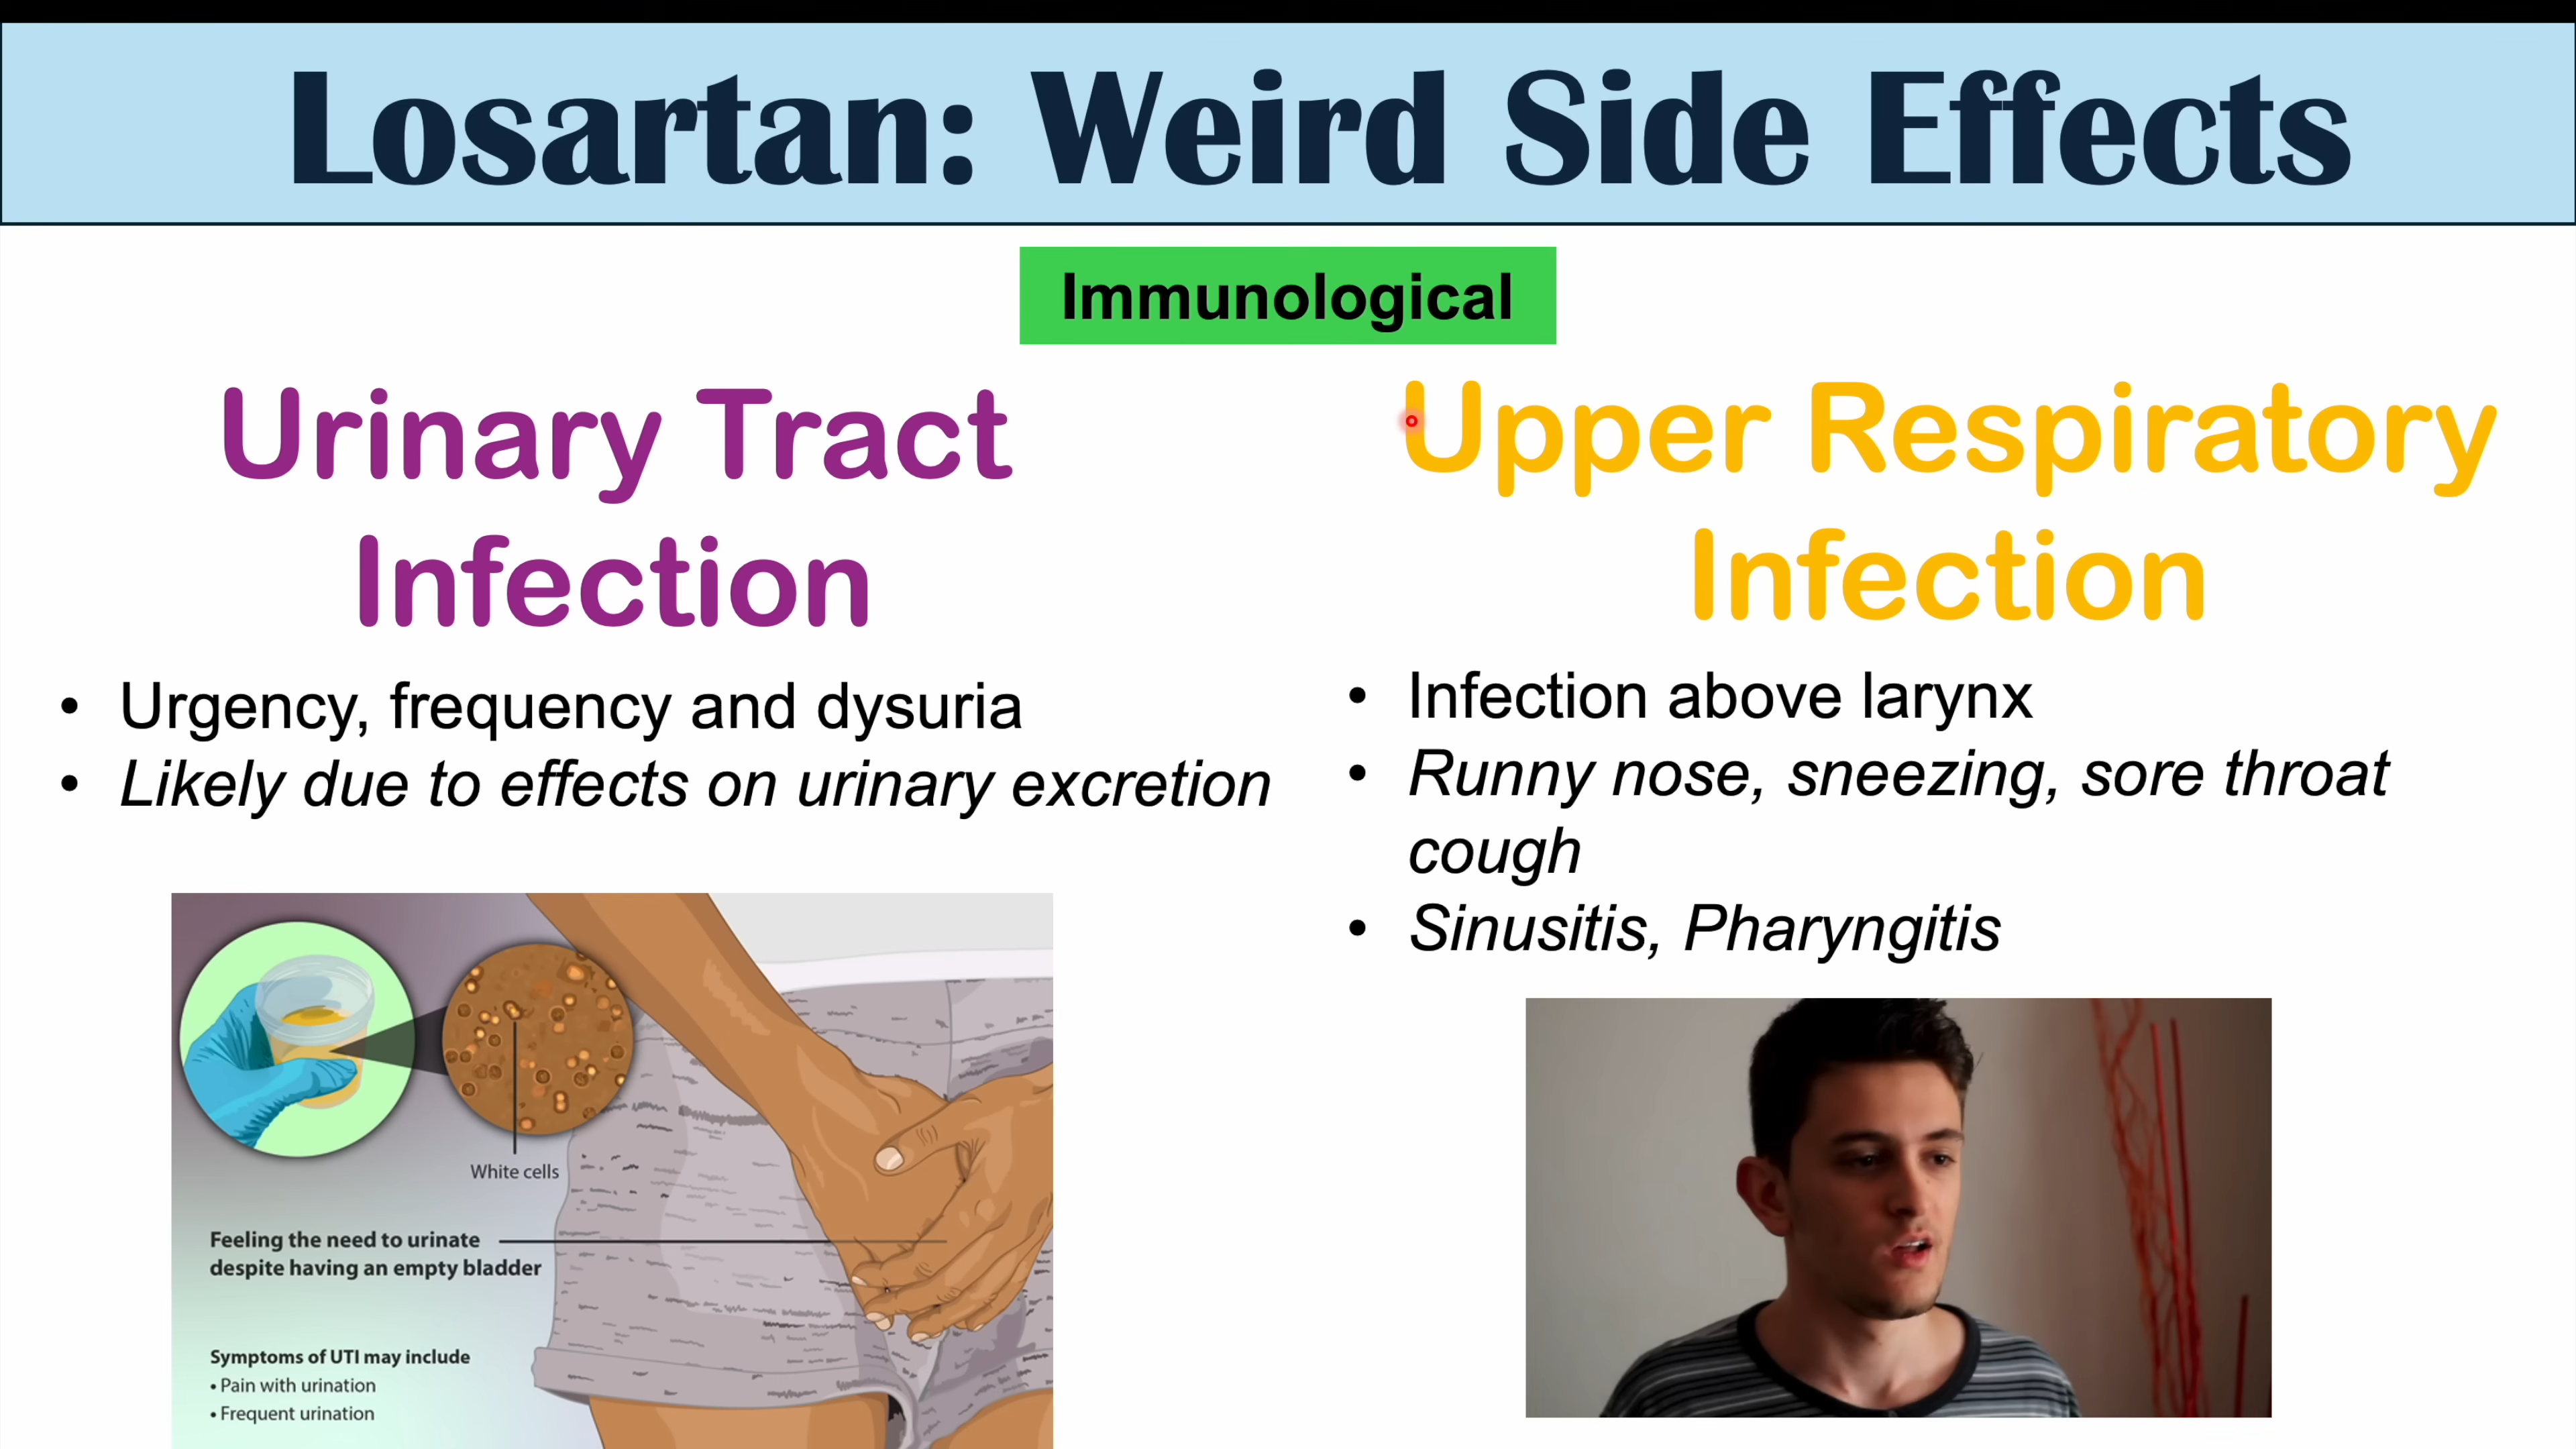 Losartan: Weird Side Effects
Immunological
Urinary Tract
Infection
• Urgency, frequency and dysuria
• Likely due to effects on urinary excretion
White cells
Feeling the need to urinate
despite having an empty bladder
Symptoms of UTI may include
• Pain with urination
• Frequent urination
Upper Respiratory
Infection
• Infection above larynx
• Runny nose, sneezing, sore throat
cough
• Sinusitis, Pharyngitis